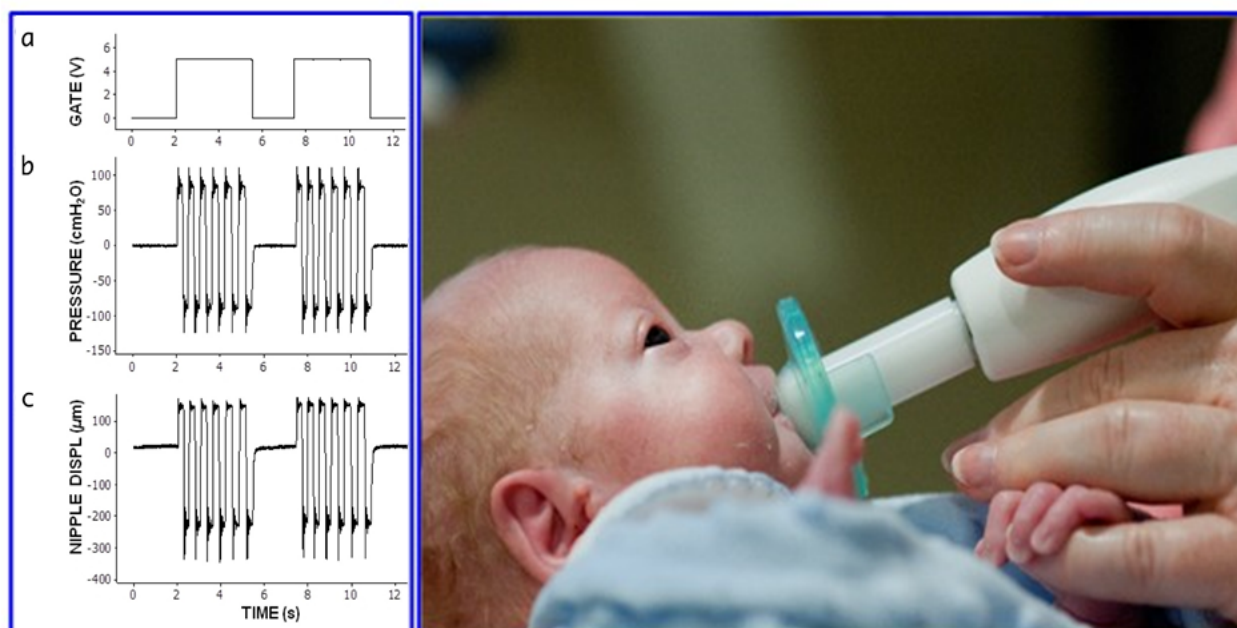 a
GATE (V)
6
4
2
0
0 2 4 6 8 10 12
b
PRESSURE (cmH₂O)
100
50
0
-50
-100
-150
0 2 4 6 8 10 12
c
NIPPLE DISPL (µm)
100
0
-100
-200
-300
-400
0 2 4 6 8 10 12
TIME (s)